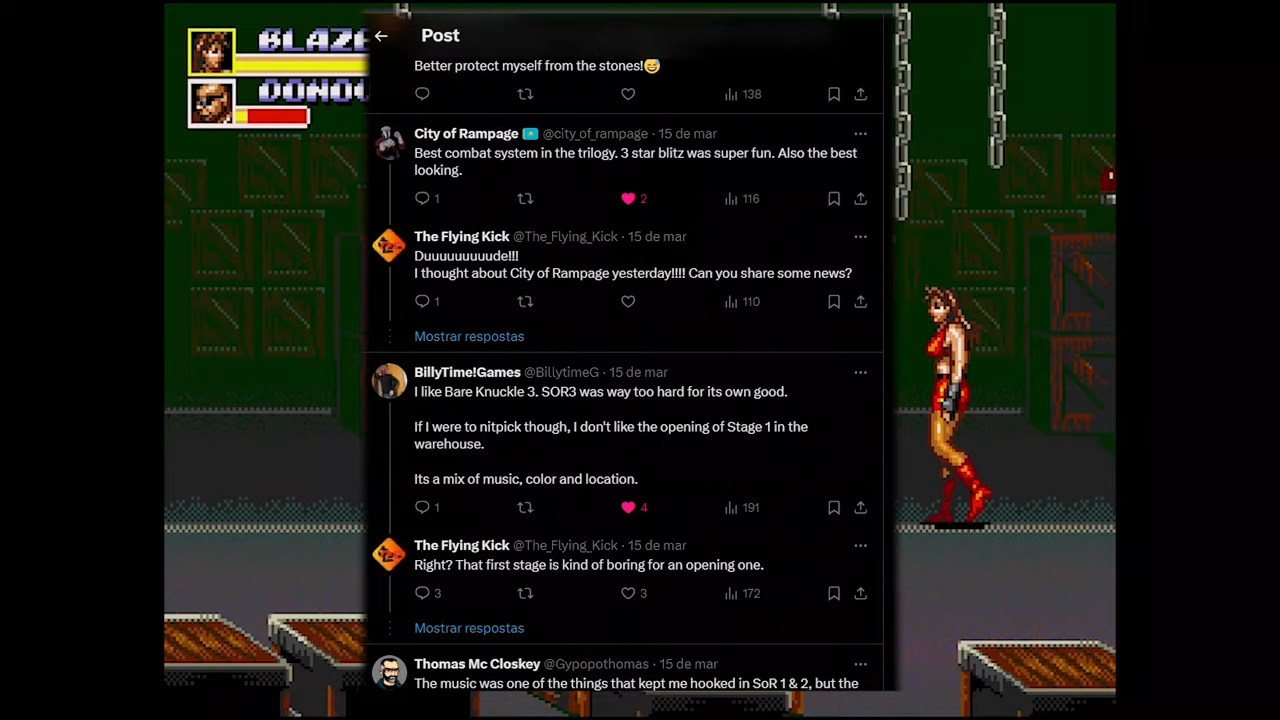 BLAZE
DONOV
Post
Better protect myself from the stones!😅
138
City of Rampage 🇰🇿 @city_of_rampage · 15 de mar
Best combat system in the trilogy. 3 star blitz was super fun. Also the best
looking.
1 2 116
The Flying Kick @The_Flying_Kick · 15 de mar
Duuuuuuuuude!!!
I thought about City of Rampage yesterday!!!! Can you share some news?
1 110
Mostrar respostas
BillyTime!Games @BillytimeG · 15 de mar
I like Bare Knuckle 3. SOR3 was way too hard for its own good.
If I were to nitpick though, I don't like the opening of Stage 1 in the
warehouse.
Its a mix of music, color and location.
1 4 191
The Flying Kick @The_Flying_Kick · 15 de mar
Right? That first stage is kind of boring for an opening one.
3 3 172
Mostrar respostas
Thomas Mc Closkey @Gypopothomas · 15 de mar
The music was one of the things that kept me hooked in SoR 1 & 2, but the